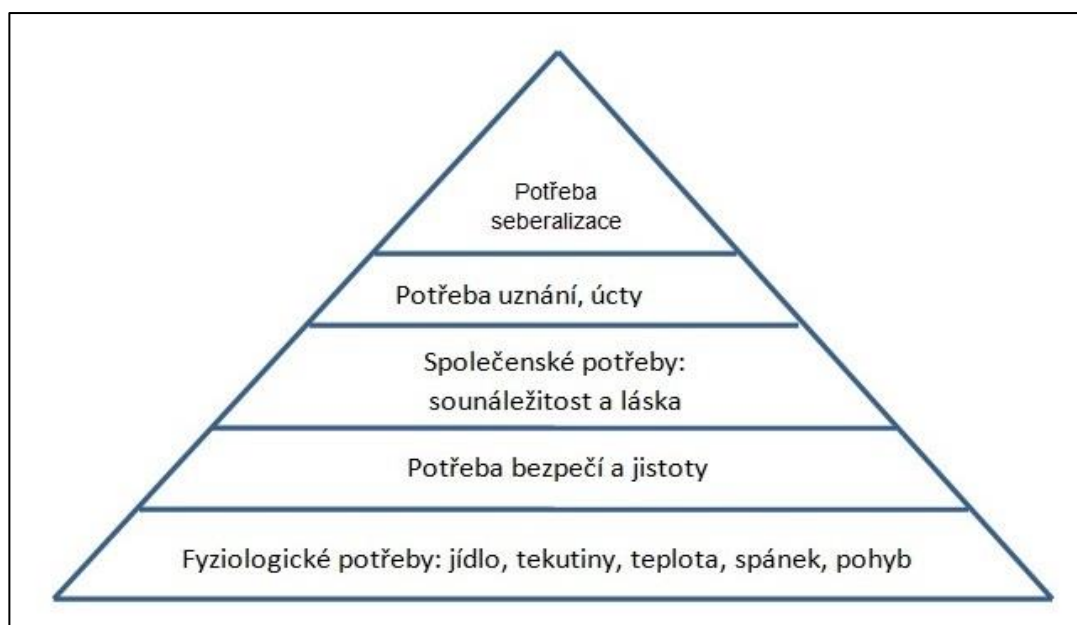 Potřeba
seberalizace
Potřeba uznání, úcty
Společenské potřeby:
sounáležitost a láska
Potřeba bezpečí a jistoty
Fyziologické potřeby: jídlo, tekutiny, teplota, spánek, pohyb